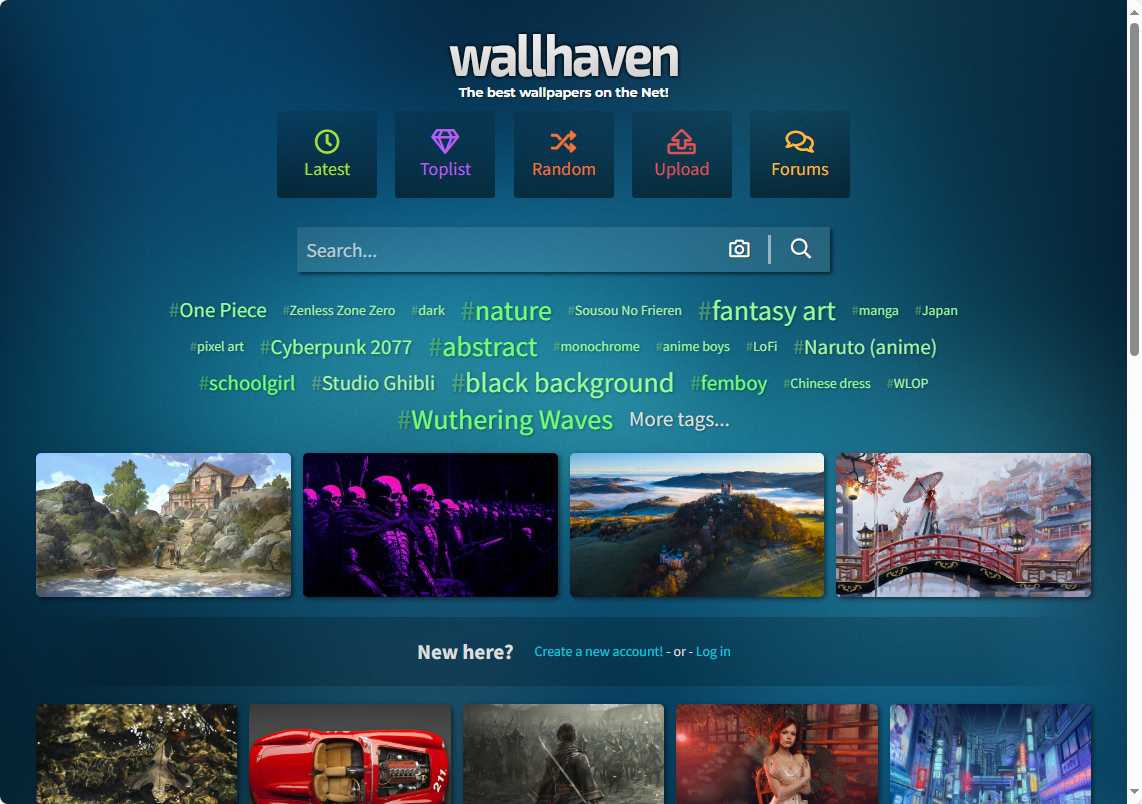 wallhaven
The best wallpapers on the Net!
Latest Toplist Random Upload Forums
Search...
#One Piece #Zenless Zone Zero #dark #nature #Sousou No Frieren #fantasy art #manga #Japan
#pixel art #Cyberpunk 2077 #abstract #monochrome #anime boys #LoFi #Naruto (anime)
#schoolgirl #Studio Ghibli #black background #femboy #Chinese dress #WLOP
#Wuthering Waves More tags...
New here? Create a new account! - or - Log in
211